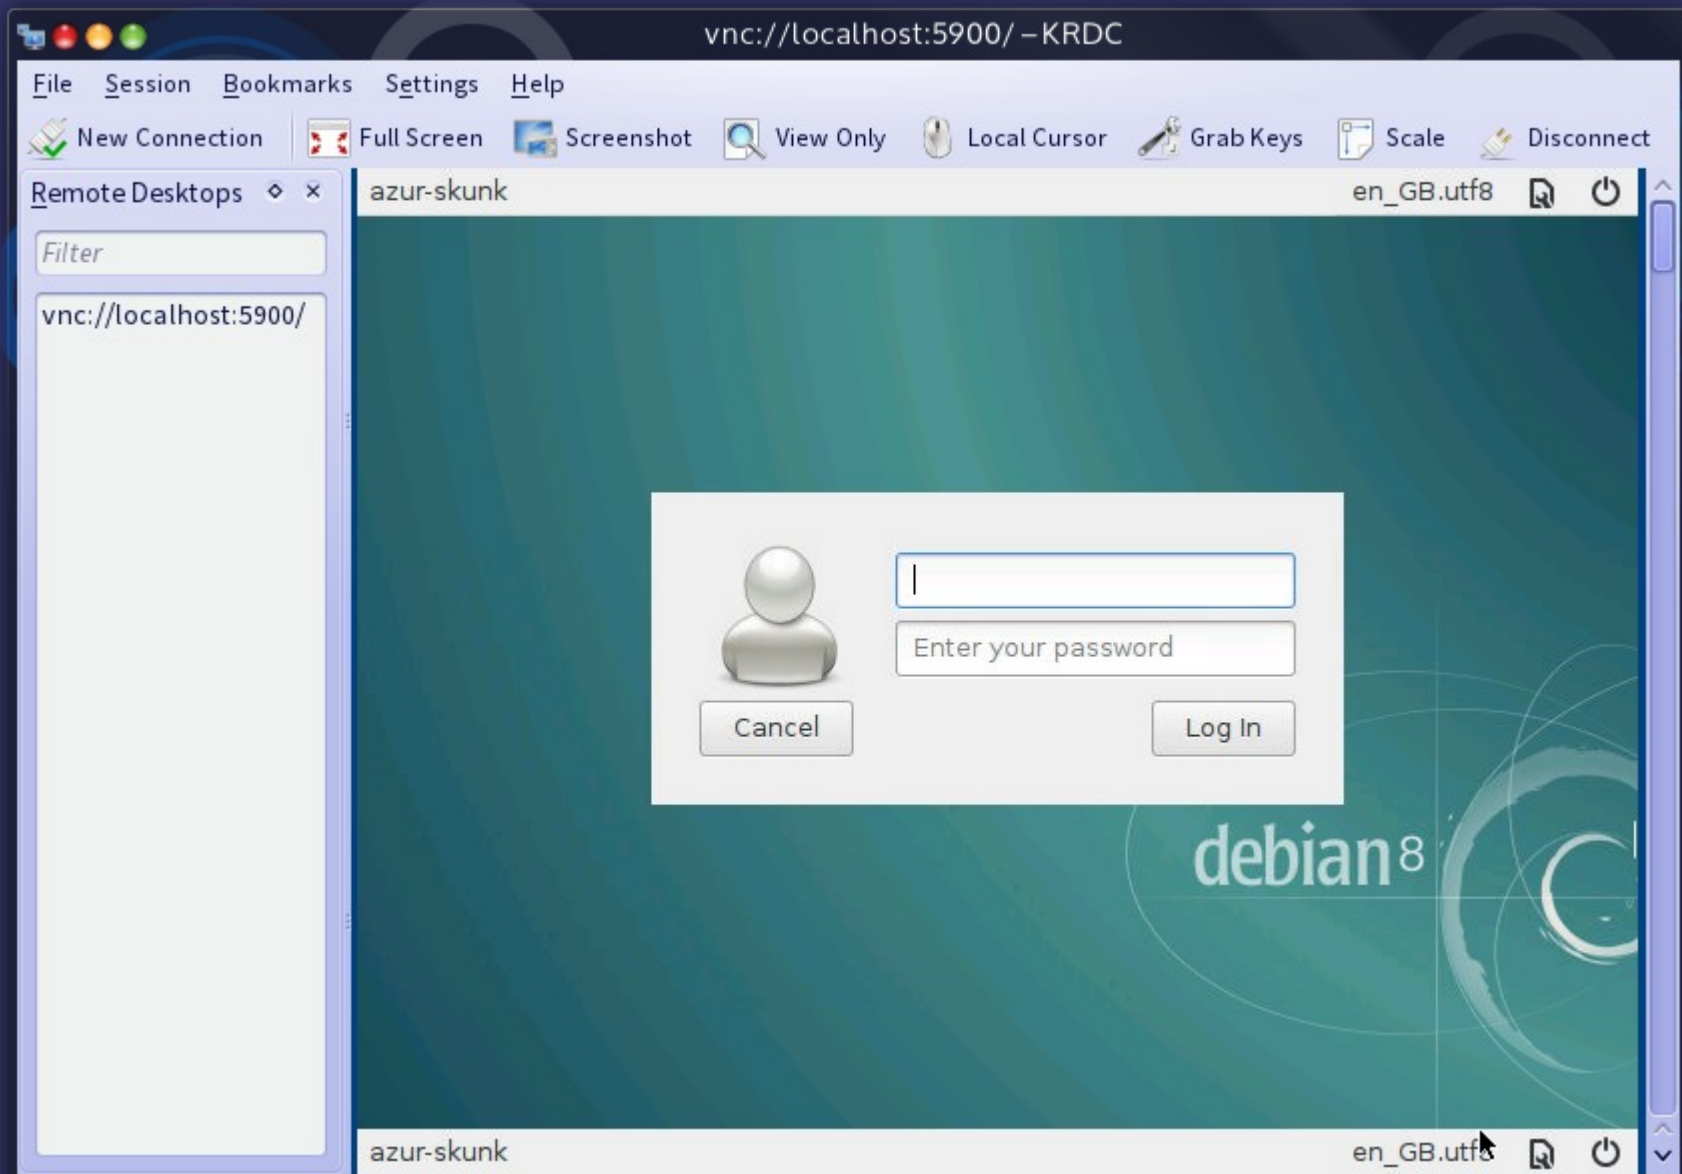 vnc://localhost:5900/ – KRDC
File Session Bookmarks Settings Help
New Connection Full Screen Screenshot View Only Local Cursor Grab Keys Scale Disconnect
Remote Desktops
Filter
vnc://localhost:5900/
azur-skunk en_GB.utf8
Enter your password
Cancel Log In
debian 8
azur-skunk en_GB.utf8